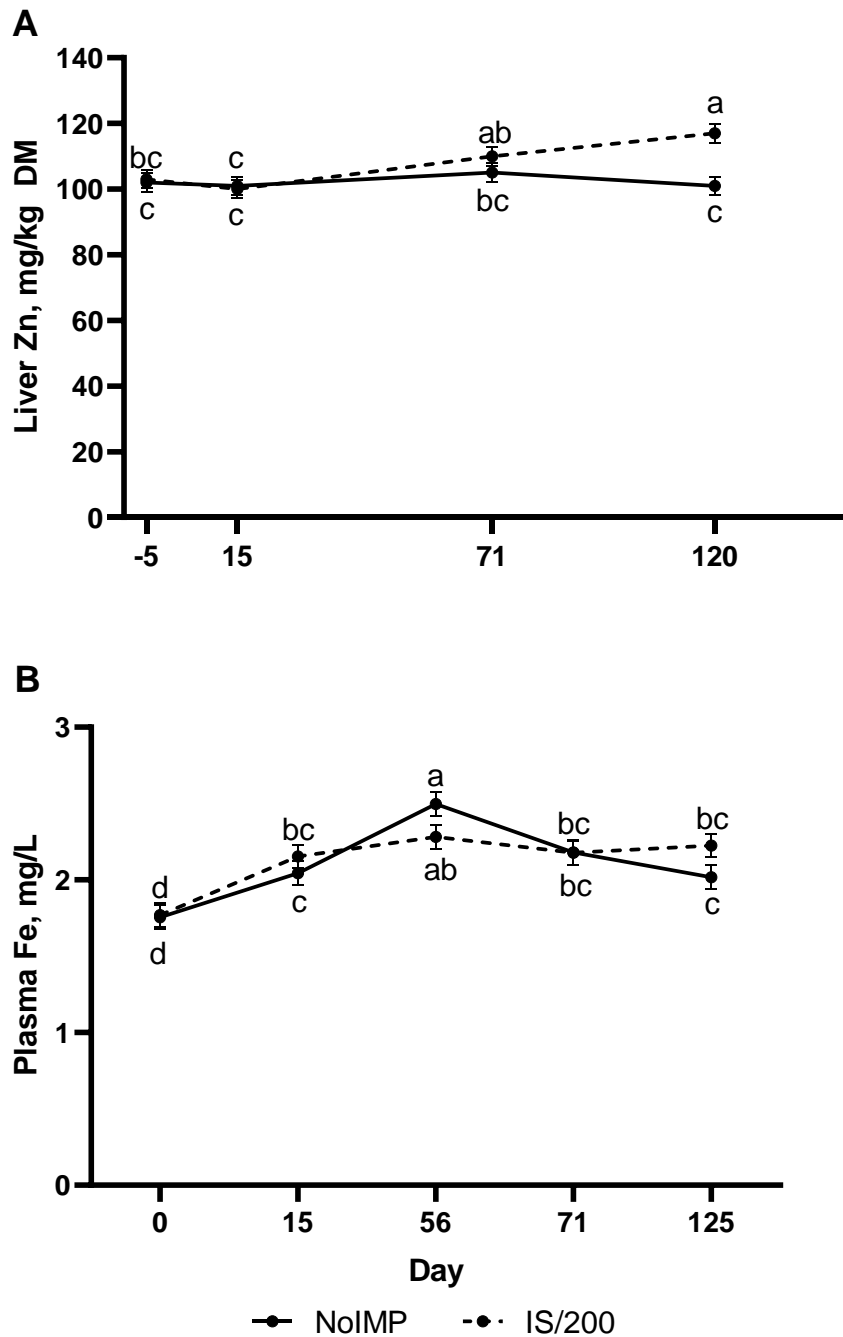 A
140
120
100
80
60
40
20
0
Liver Zn, mg/kg DM
bc
c
ab
a
c
c
bc
c
-5
15
71
120
B
3
2
1
0
Plasma Fe, mg/L
d
bc
a
bc
bc
d
c
ab
bc
c
0
15
56
71
125
Day
NoIMP
IS/200